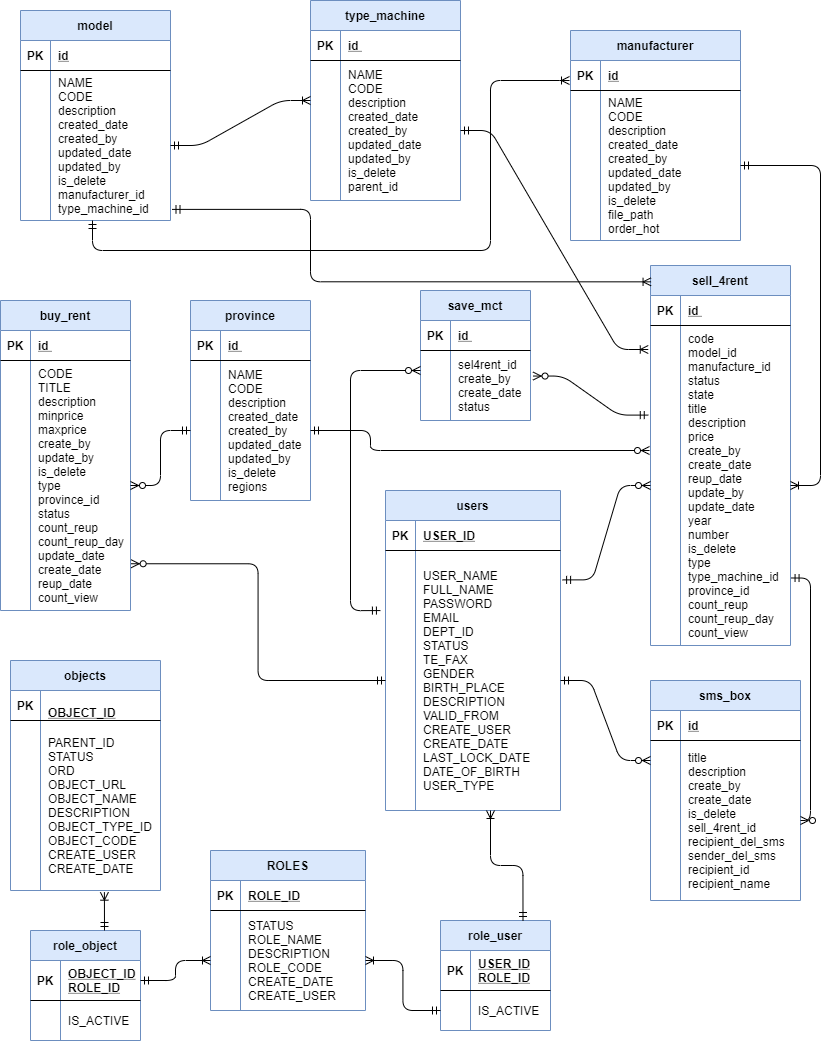 model
PK id
NAME
CODE
description
created_date
created_by
updated_date
updated_by
is_delete
manufacturer_id
type_machine_id
type_machine
PK id
NAME
CODE
description
created_date
created_by
updated_date
updated_by
is_delete
parent_id
manufacturer
PK id
NAME
CODE
description
created_date
created_by
updated_date
updated_by
is_delete
file_path
order_hot
buy_rent
PK id
CODE
TITLE
description
minprice
maxprice
create_by
update_by
is_delete
type
province_id
status
count_reup
count_reup_day
update_date
create_date
reup_date
count_view
province
PK id
NAME
CODE
description
created_date
created_by
updated_date
updated_by
is_delete
regions
save_mct
PK id
sel4rent_id
create_by
create_date
status
sell_4rent
PK id
code
model_id
manufacture_id
status
state
title
description
price
create_by
create_date
reup_date
update_by
update_date
year
number
is_delete
type
type_machine_id
province_id
count_reup
count_reup_day
count_view
users
PK USER_ID
USER_NAME
FULL_NAME
PASSWORD
EMAIL
DEPT_ID
STATUS
TE_FAX
GENDER
BIRTH_PLACE
DESCRIPTION
VALID_FROM
CREATE_USER
CREATE_DATE
LAST_LOCK_DATE
DATE_OF_BIRTH
USER_TYPE
objects
PK OBJECT_ID
PARENT_ID
STATUS
ORD
OBJECT_URL
OBJECT_NAME
DESCRIPTION
OBJECT_TYPE_ID
OBJECT_CODE
CREATE_USER
CREATE_DATE
sms_box
PK id
title
description
create_by
create_date
is_delete
sell_4rent_id
recipient_del_sms
sender_del_sms
recipient_id
recipient_name
ROLES
PK ROLE_ID
STATUS
ROLE_NAME
DESCRIPTION
ROLE_CODE
CREATE_DATE
CREATE_USER
role_object
PK OBJECT_ID
ROLE_ID
IS_ACTIVE
role_user
PK USER_ID
ROLE_ID
IS_ACTIVE